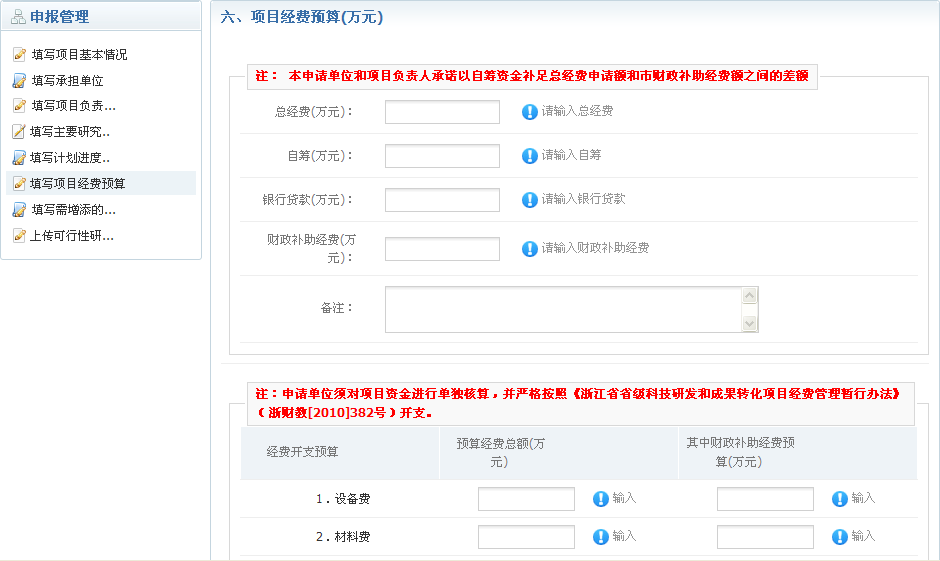 申报管理
填写项目基本情况
填写承担单位
填写项目负责...
填写主要研究..
填写计划进度..
填写项目经费预算
填写需增添的...
上传可行性研...
六、项目经费预算(万元)
注： 本申请单位和项目负责人承诺以自筹资金补足总经费申请额和市财政补助经费额之间的差额
总经费(万元)： 请输入总经费
自筹(万元)： 请输入自筹
银行贷款(万元)： 请输入银行贷款
财政补助经费(万
元)： 请输入财政补助经费
备注：
注：申请单位须对项目资金进行单独核算，并严格按照《浙江省省级科技研发和成果转化项目经费管理暂行办法》
（浙财教[2010]382号）开支。
经费开支预算 预算经费总额(万
元) 其中财政补助经费预
算(万元)
1．设备费 输入 输入
2．材料费 输入 输入